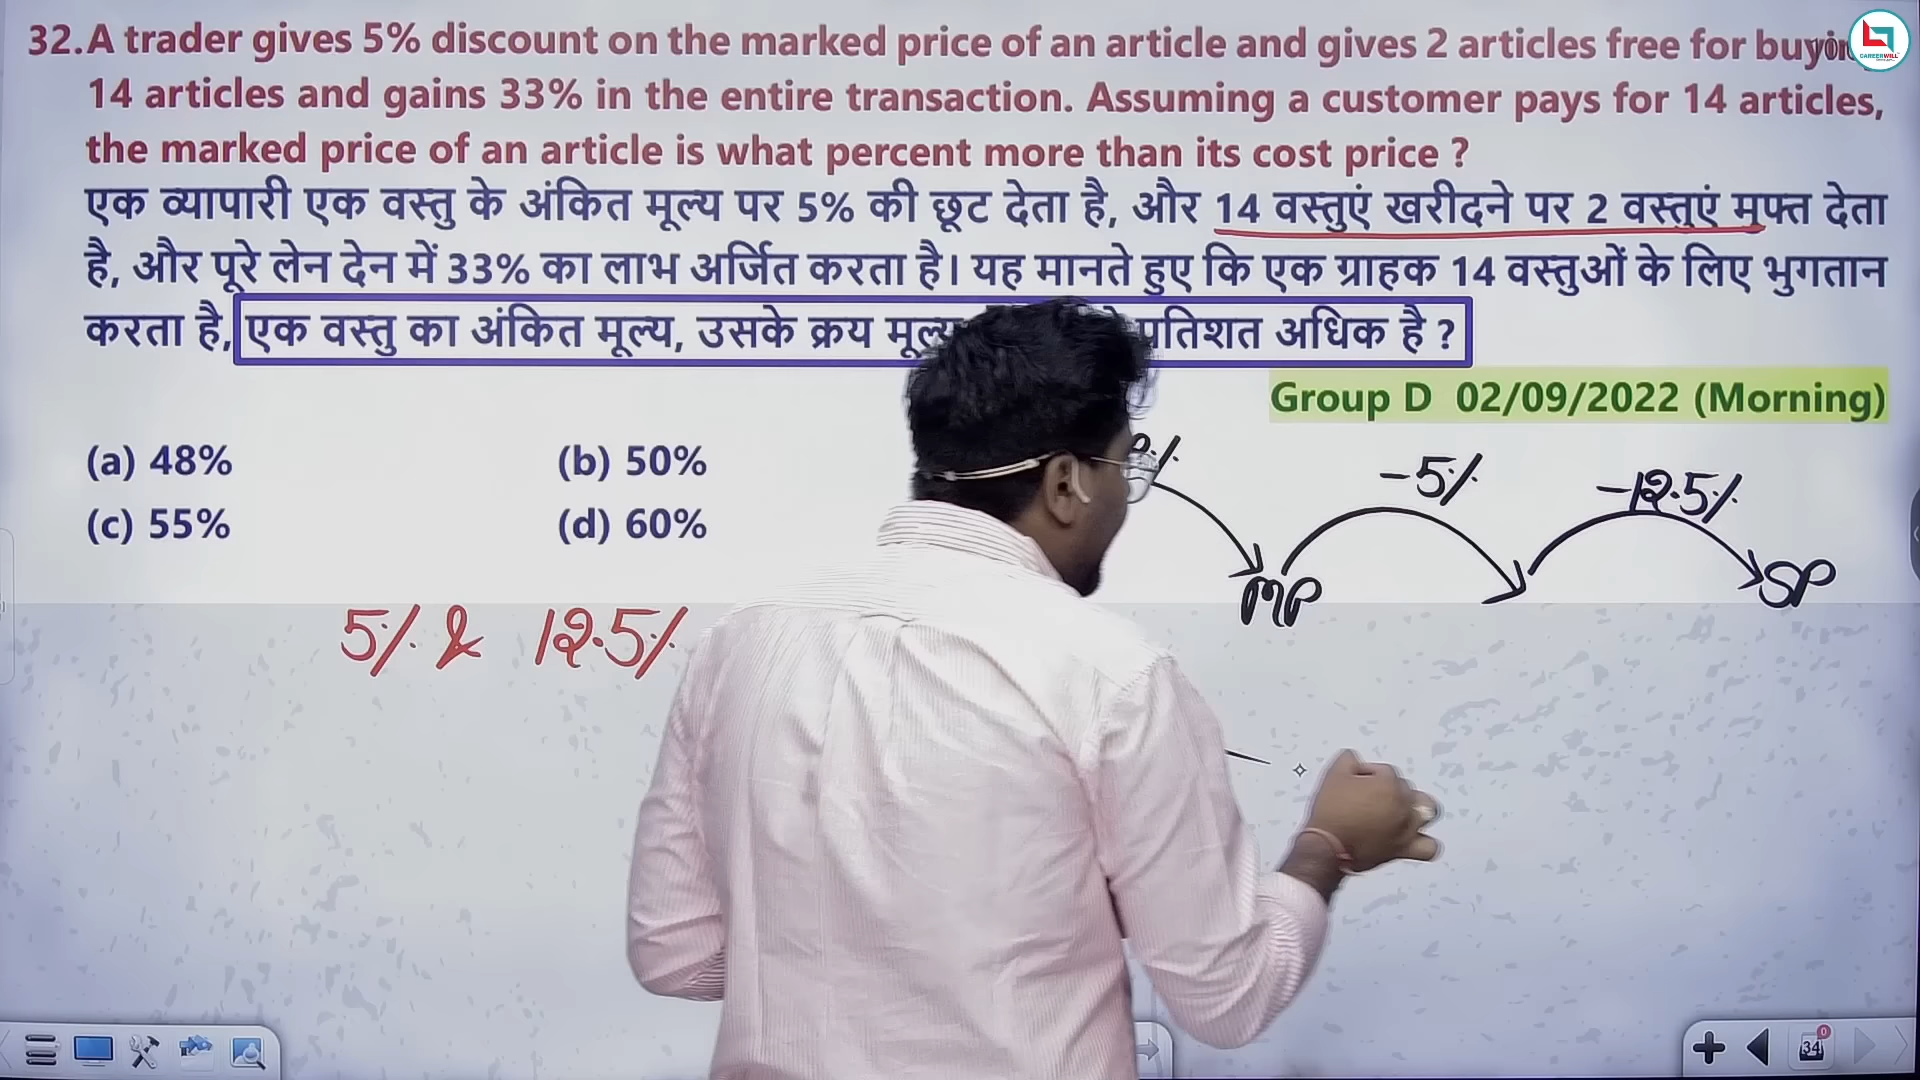 32. A trader gives 5% discount on the marked price of an article and gives 2 articles free for
14 articles and gains 33% in the entire transaction. Assuming a customer pays for 14 articles,
the marked price of an article is what percent more than its cost price ?
एक व्यापारी एक वस्तु के अंकित मूल्य पर 5% की छूट देता है, और 14 वस्तुएं खरीदने पर 2 वस्तुएं मुफ्त देता
है, और पूरे लेन देन में 33% का लाभ अर्जित करता है। यह मानते हुए कि एक ग्राहक 14 वस्तुओं के लिए भुगतान
करता है, एक वस्तु का अंकित मूल्य, उसके क्रय प्रतिशत अधिक है ?
Group D 02/09/2022 (Morning)
(a) 48% (b) 50%
(c) 55% (d) 60%
-5% -12.5%
MP SP
5% & 12.5%
CAREERWILL
34
0